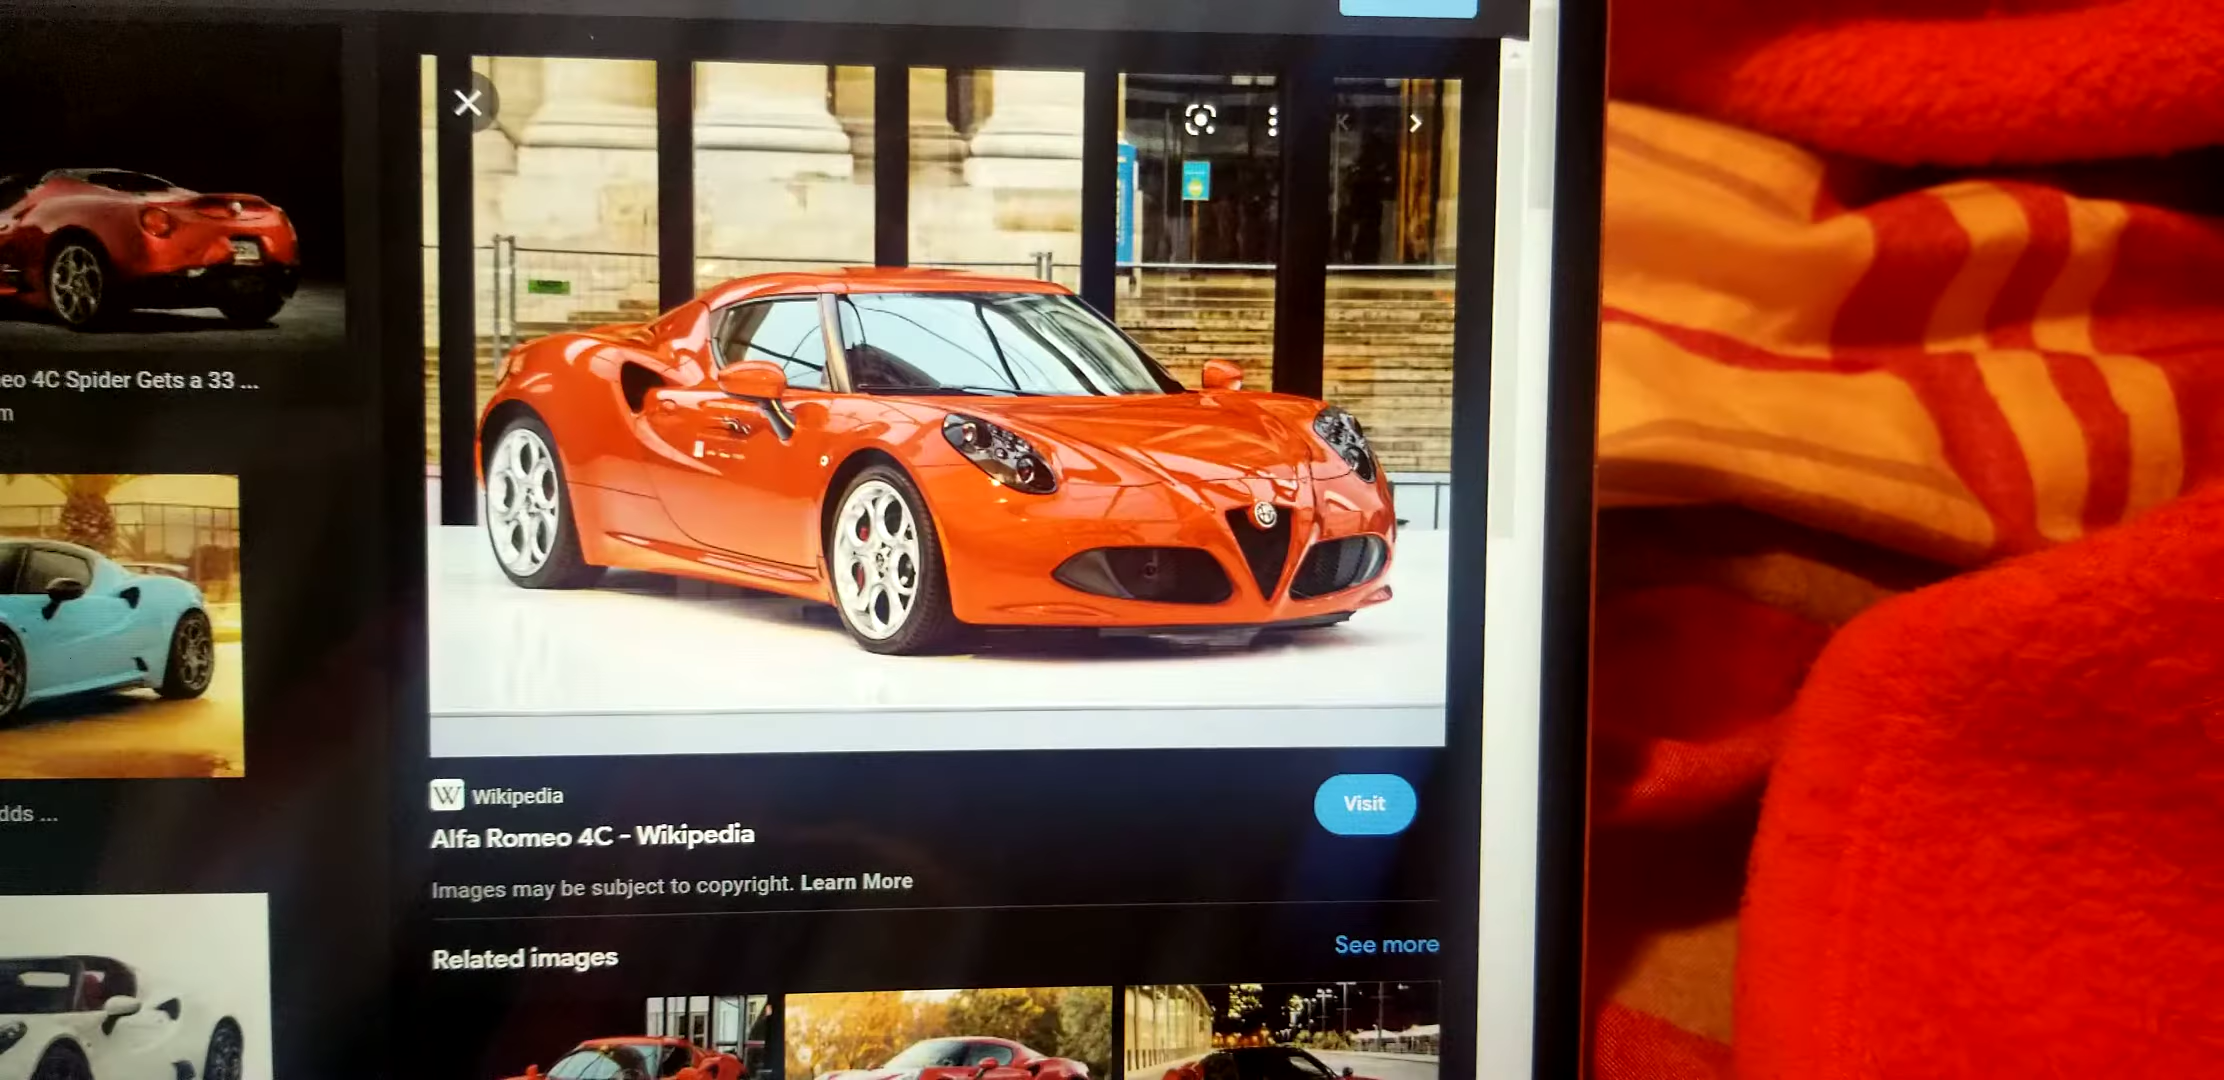 eo 4C Spider Gets a 33 ...
m
dds ...
W Wikipedia
Visit
Alfa Romeo 4C - Wikipedia
Images may be subject to copyright. Learn More
Related images
See more